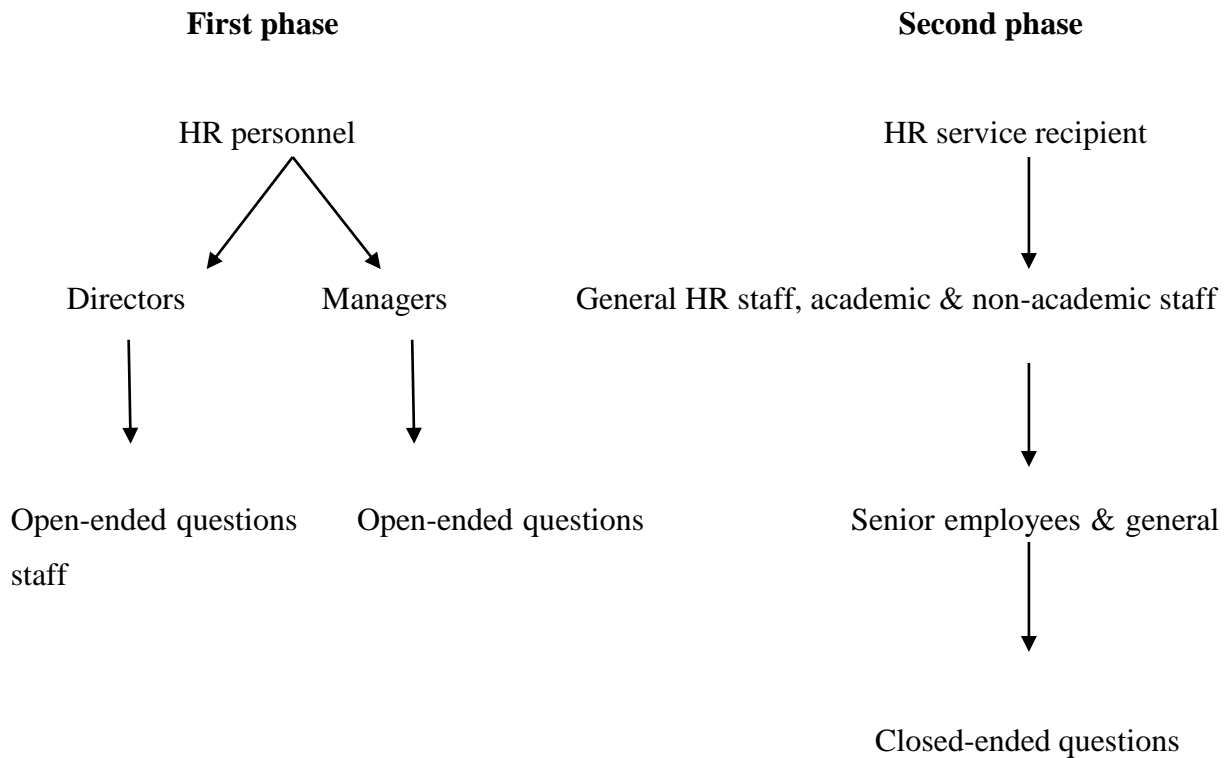 First phase Second phase
HR personnel HR service recipient
Directors Managers General HR staff, academic & non-academic staff
Open-ended questions Open-ended questions Senior employees & general
staff
Closed-ended questions